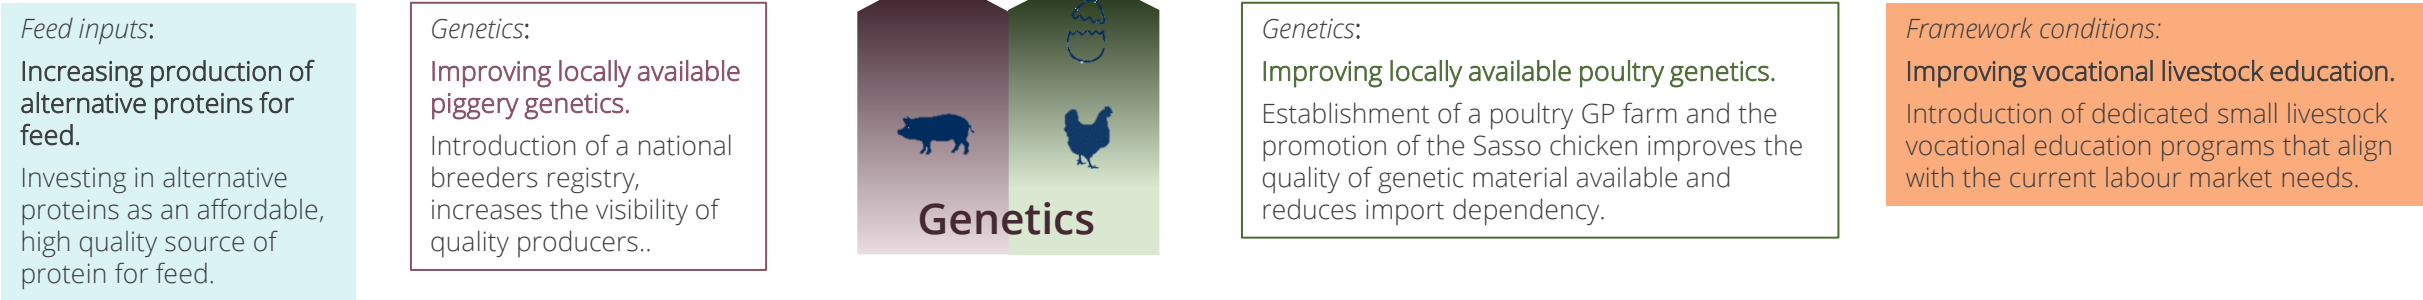 Feed inputs:
Increasing production of
alternative proteins for
feed.
Investing in alternative
proteins as an affordable,
high quality source of
protein for feed.
Genetics:
Improving locally available
piggery genetics.
Introduction of a national
breeders registry,
increases the visibility of
quality producers..
Genetics
Genetics:
Improving locally available poultry genetics.
Establishment of a poultry GP farm and the
promotion of the Sasso chicken improves the
quality of genetic material available and
reduces import dependency.
Framework conditions:
Improving vocational livestock education.
Introduction of dedicated small livestock
vocational education programs that align
with the current labour market needs.